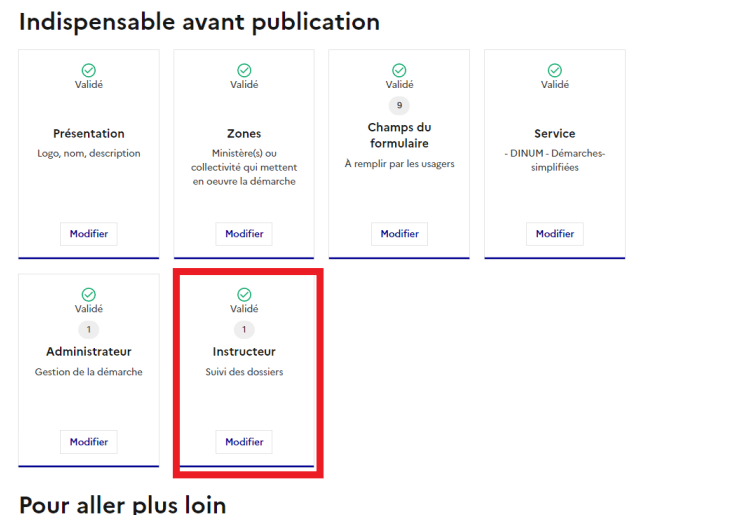 Indispensable avant publication
Validé
Présentation
Logo, nom, description
Modifier
Validé
Zones
Ministère(s) ou
collectivité qui mettent
en oeuvre la démarche
Modifier
Validé
9
Champs du
formulaire
À remplir par les usagers
Modifier
Validé
Service
- DINUM - Démarches-
simplifiées
Modifier
Validé
1
Administrateur
Gestion de la démarche
Modifier
Validé
1
Instructeur
Suivi des dossiers
Modifier
Pour aller plus loin